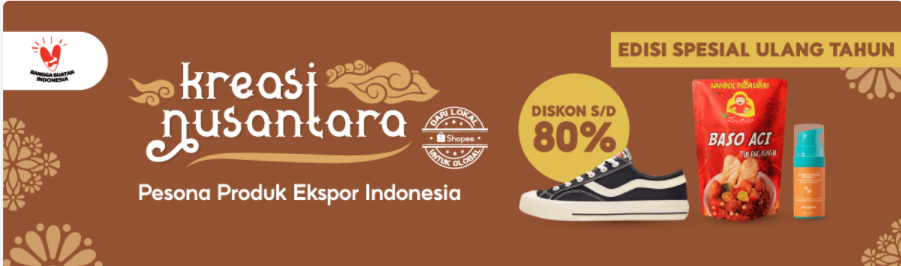 BANGGA BUATAN
INDONESIA
kreasi
nusantara
DARI LOKAL
Shopee
UNTUK GLOBAL
Pesona Produk Ekspor Indonesia
EDISI SPESIAL ULANG TAHUN
DISKON S/D
80%
BASO ACI